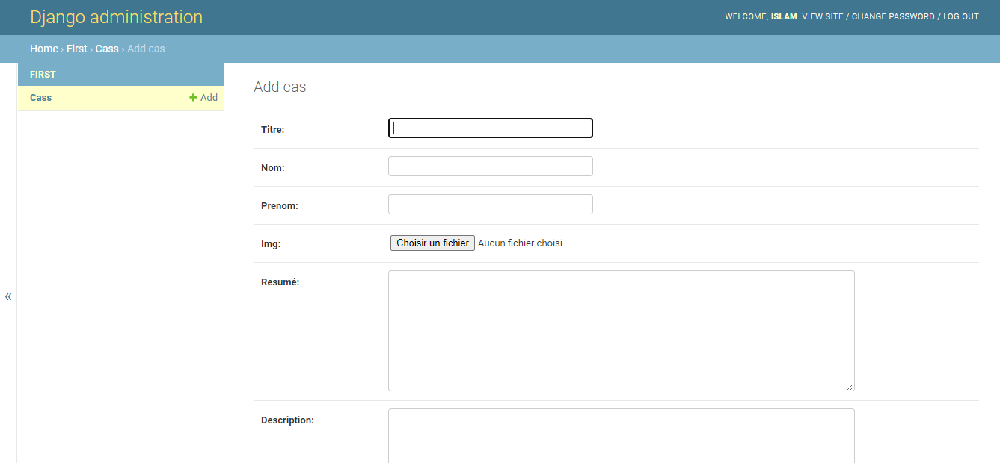 Django administration
WELCOME, ISLAM. VIEW SITE / CHANGE PASSWORD / LOG OUT
Home › First › Cass › Add cas
FIRST
Cass
+ Add
Add cas
Titre:
Nom:
Prenom:
Img:
Choisir un fichier Aucun fichier choisi
Resumé:
«
Description: